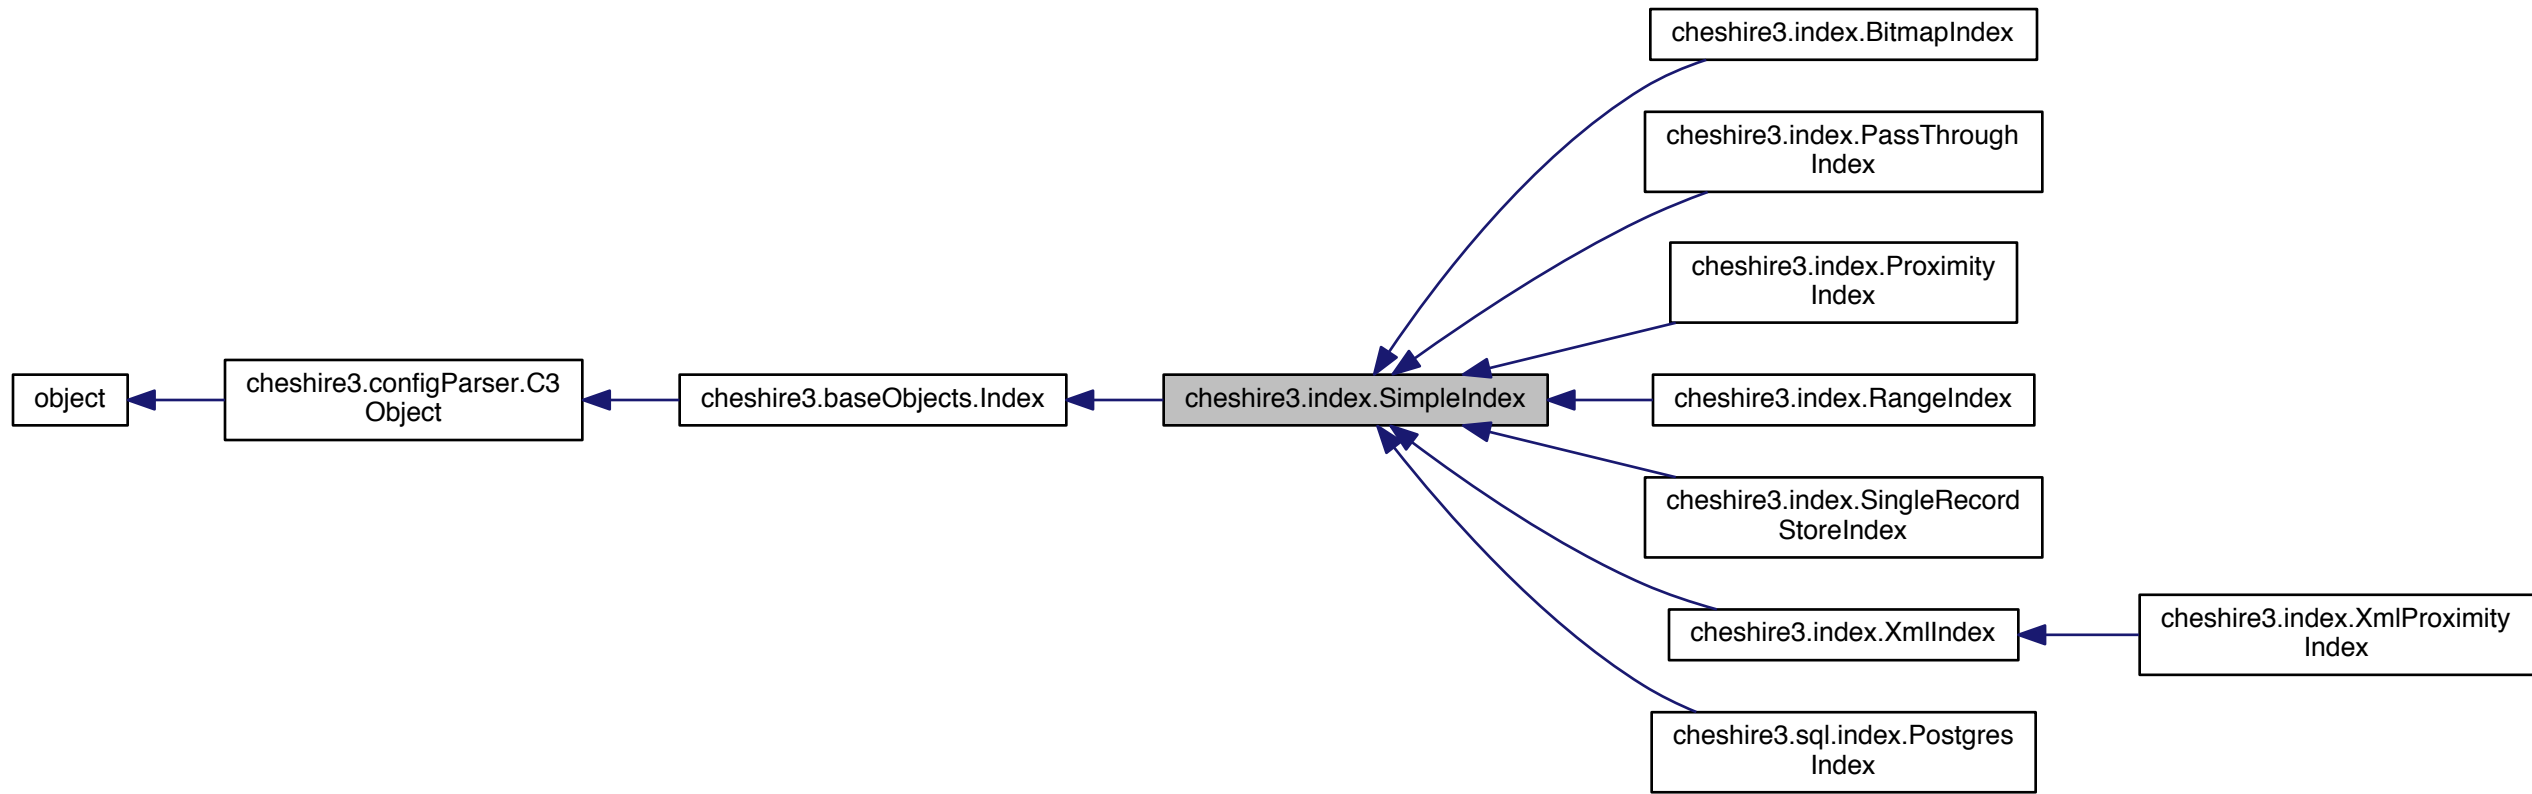 cheshire3.index.BitmapIndex
cheshire3.index.PassThrough
Index
cheshire3.index.Proximity
Index
object
cheshire3.configParser.C3
Object
cheshire3.baseObjects.Index
cheshire3.index.SimpleIndex
cheshire3.index.RangeIndex
cheshire3.index.SingleRecord
StoreIndex
cheshire3.index.XmlIndex
cheshire3.index.XmlProximity
Index
cheshire3.sql.index.Postgres
Index